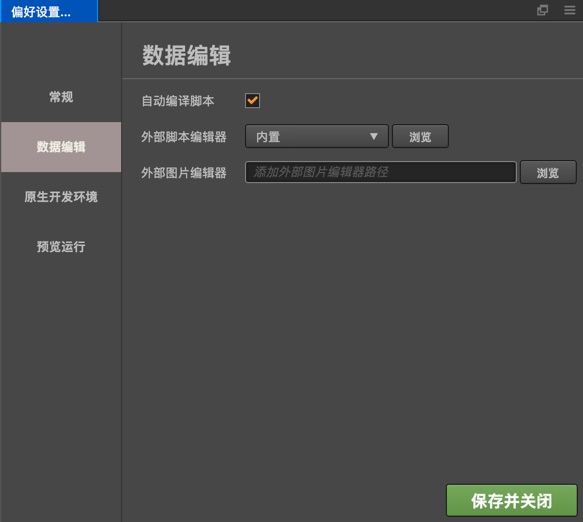 偏好设置...
常规
数据编辑
原生开发环境
预览运行
数据编辑
自动编译脚本
外部脚本编辑器 内置 浏览
外部图片编辑器 添加外部图片编辑器路径 浏览
保存并关闭